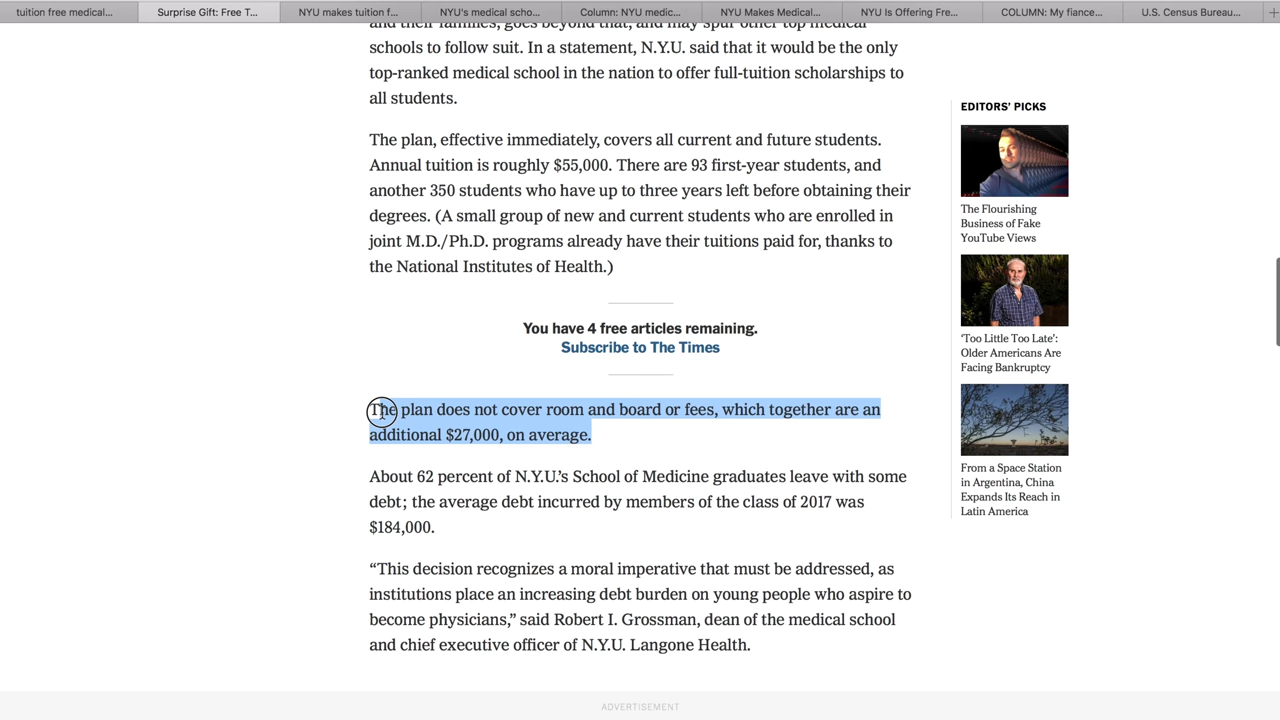 tuition free medical...
Surprise Gift: Free T...
NYU makes tuition f...
NYU's medical scho...
Column: NYU medic...
NYU Makes Medical...
NYU Is Offering Fre...
COLUMN: My fiance...
U.S. Census Bureau...
and their families, goes beyond that, and may spur other top medical
schools to follow suit. In a statement, N.Y.U. said that it would be the only
top-ranked medical school in the nation to offer full-tuition scholarships to
all students.
The plan, effective immediately, covers all current and future students.
Annual tuition is roughly $55,000. There are 93 first-year students, and
another 350 students who have up to three years left before obtaining their
degrees. (A small group of new and current students who are enrolled in
joint M.D./Ph.D. programs already have their tuitions paid for, thanks to
the National Institutes of Health.)
You have 4 free articles remaining.
Subscribe to The Times
The plan does not cover room and board or fees, which together are an
additional $27,000, on average.
About 62 percent of N.Y.U.’s School of Medicine graduates leave with some
debt; the average debt incurred by members of the class of 2017 was
$184,000.
“This decision recognizes a moral imperative that must be addressed, as
institutions place an increasing debt burden on young people who aspire to
become physicians,” said Robert I. Grossman, dean of the medical school
and chief executive officer of N.Y.U. Langone Health.
EDITORS’ PICKS
The Flourishing
Business of Fake
YouTube Views
‘Too Little Too Late’:
Older Americans Are
Facing Bankruptcy
From a Space Station
in Argentina, China
Expands Its Reach in
Latin America
ADVERTISEMENT